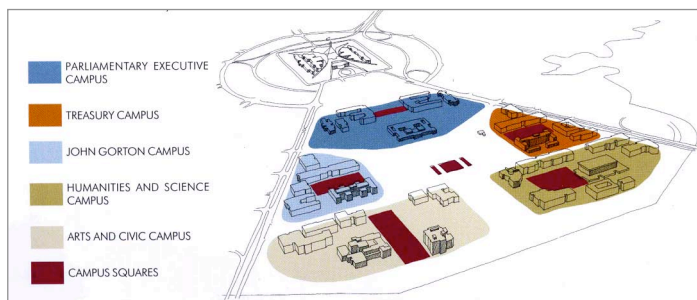 PARLIAMENTARY EXECUTIVE
CAMPUS
TREASURY CAMPUS
JOHN GORTON CAMPUS
HUMANITIES AND SCIENCE
CAMPUS
ARTS AND CIVIC CAMPUS
CAMPUS SQUARES